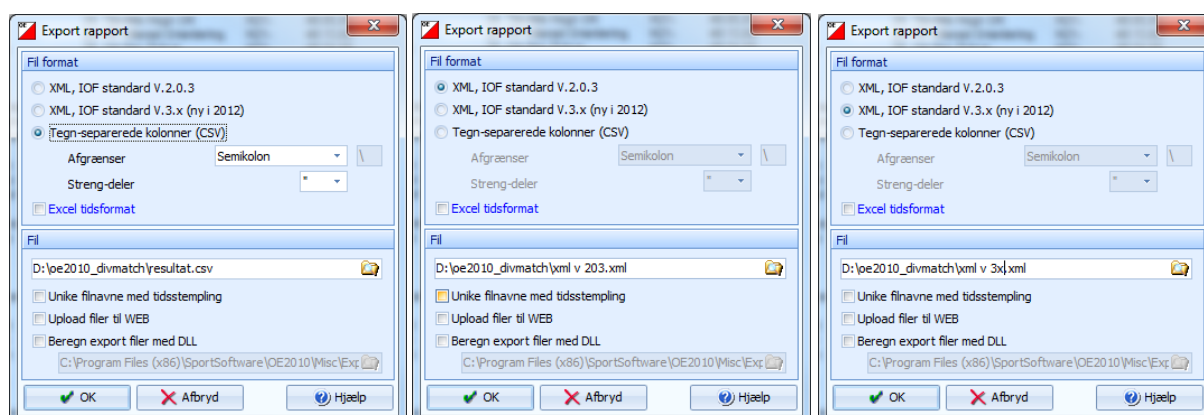 Export rapport
Fil format
XML, IOF standard V.2.0.3
XML, IOF standard V.3.x (ny i 2012)
Tegn-separerede kolonner (CSV)
Afgrænser Semikolon \
Streng-deler "
Excel tidsformat
Fil
D:\oe2010_divmatch\resultat.csv
Unike filnavne med tidsstempling
Upload filer til WEB
Beregn export filer med DLL
C:\Program Files (x86)\SportSoftware\OE2010\Misc\Exp
OK Afbryd Hjælp
Export rapport
Fil format
XML, IOF standard V.2.0.3
XML, IOF standard V.3.x (ny i 2012)
Tegn-separerede kolonner (CSV)
Afgrænser Semikolon \
Streng-deler "
Excel tidsformat
Fil
D:\oe2010_divmatch\xml v 203.xml
Unike filnavne med tidsstempling
Upload filer til WEB
Beregn export filer med DLL
C:\Program Files (x86)\SportSoftware\OE2010\Misc\Exp
OK Afbryd Hjælp
Export rapport
Fil format
XML, IOF standard V.2.0.3
XML, IOF standard V.3.x (ny i 2012)
Tegn-separerede kolonner (CSV)
Afgrænser Semikolon \
Streng-deler "
Excel tidsformat
Fil
D:\oe2010_divmatch\xml v 3x.xml
Unike filnavne med tidsstempling
Upload filer til WEB
Beregn export filer med DLL
C:\Program Files (x86)\SportSoftware\OE2010\Misc\Exp
OK Afbryd Hjælp